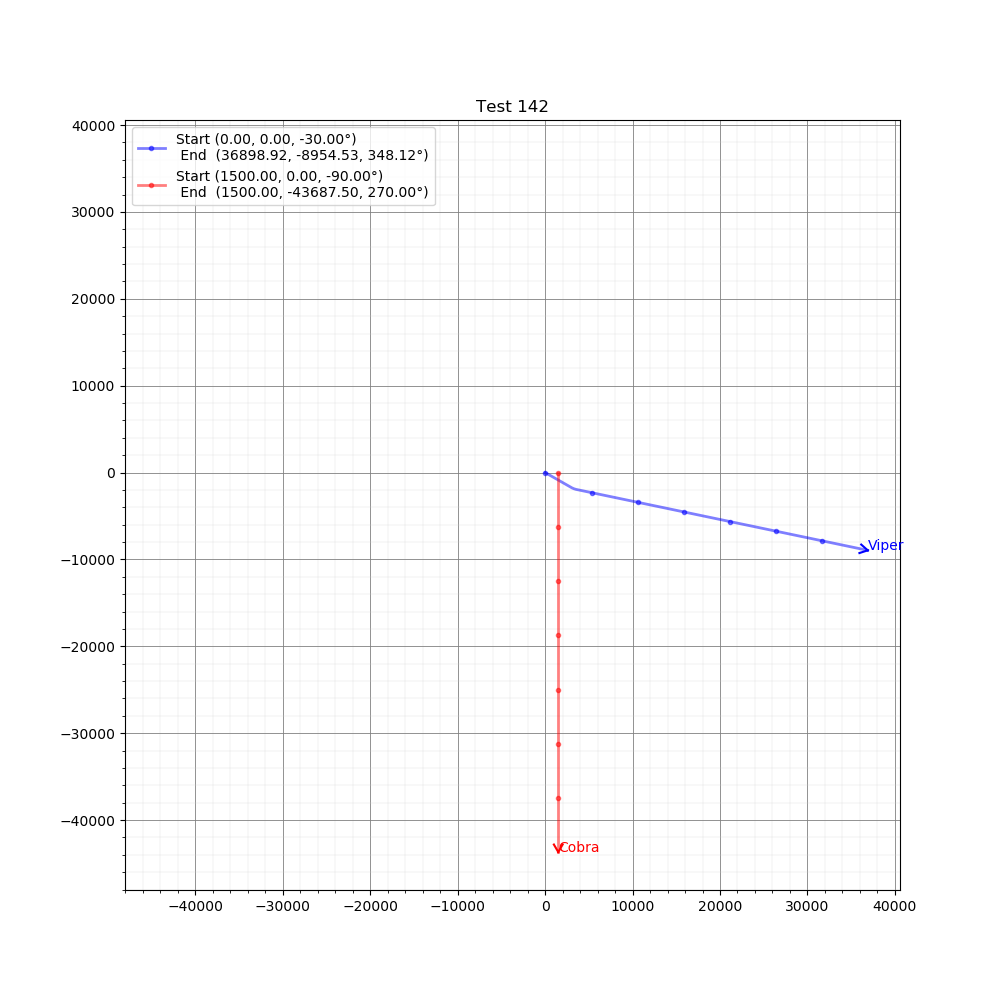 Test 142
Start (0.00, 0.00, -30.00°)
End  (36898.92, -8954.53, 348.12°)
Start (1500.00, 0.00, -90.00°)
End  (1500.00, -43687.50, 270.00°)
40000
30000
20000
10000
0
−10000
−20000
−30000
−40000
Viper
Cobra
−40000 −30000 −20000 −10000 0 10000 20000 30000 40000